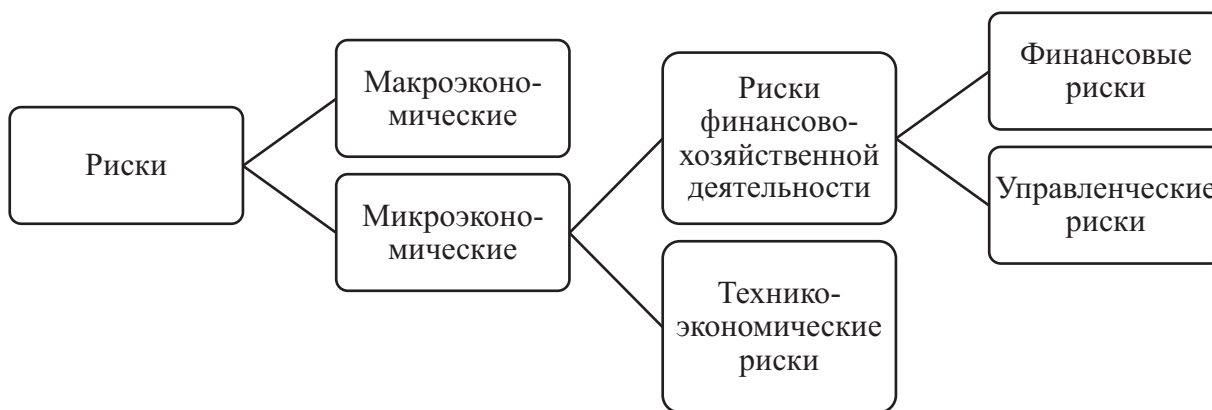 Риски
Макроэконо-
мические
Микроэконо-
мические
Риски
финансово-
хозяйственной
деятельности
Технико-
экономические
риски
Финансовые
риски
Управленческие
риски